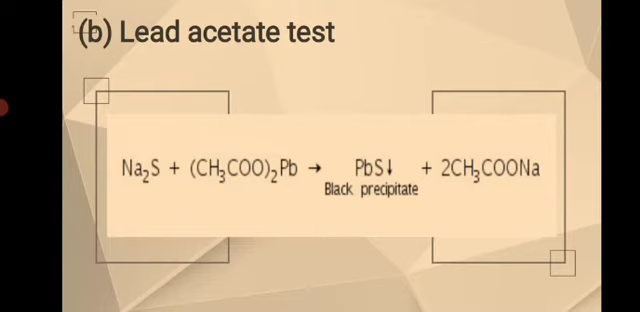 (b) Lead acetate test
Na₂S + (CH₃COO)₂Pb → PbS↓ + 2CH₃COONa
Black precipitate